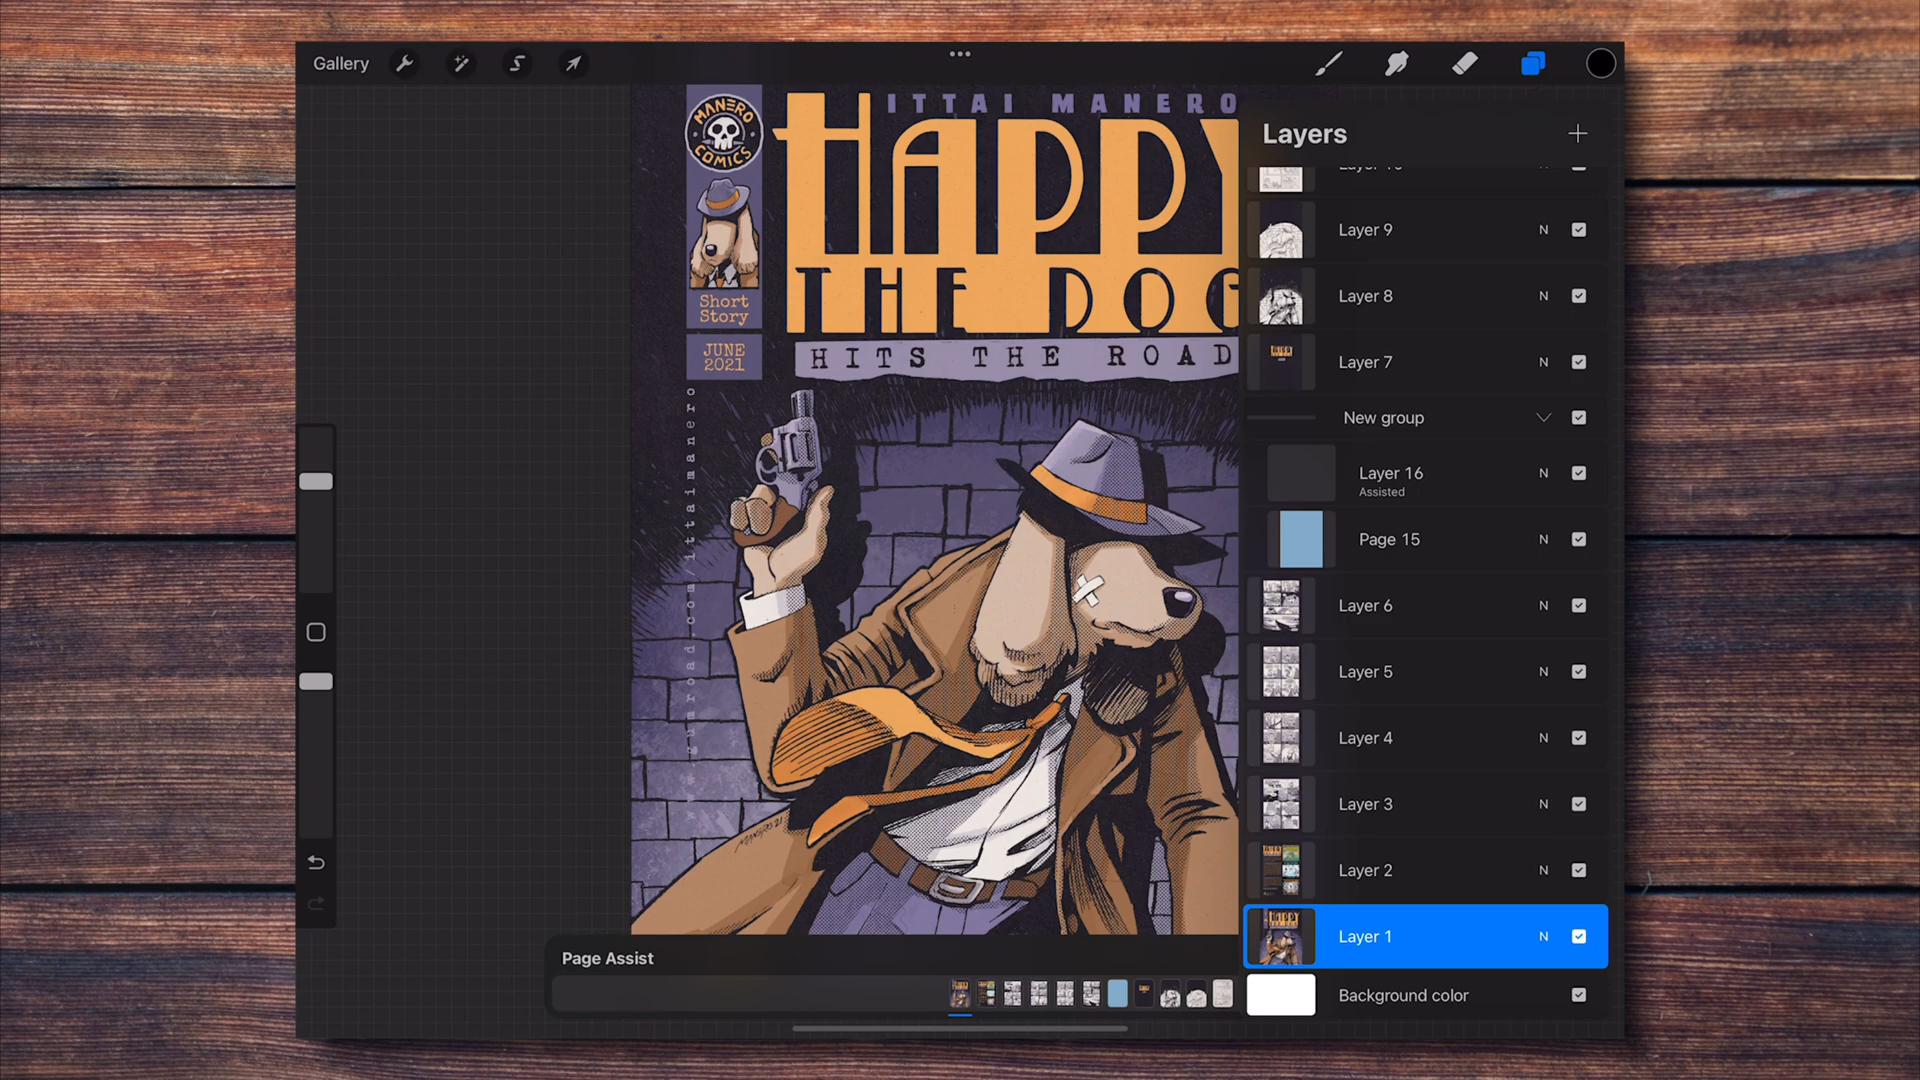 Gallery
MANERO
COMICS
Short
Story
JUNE
2021
ITTAI MANERO
HAPPY
THE DOG
HITS THE ROAD
www.gumroad.com/ittaimanero
MANERO 21
Layers
Layer 9
N
Layer 8
N
Layer 7
N
New group
Layer 16
N
Assisted
Page 15
N
Layer 6
N
Layer 5
N
Layer 4
N
Layer 3
N
Layer 2
N
Layer 1
N
Background color
Page Assist